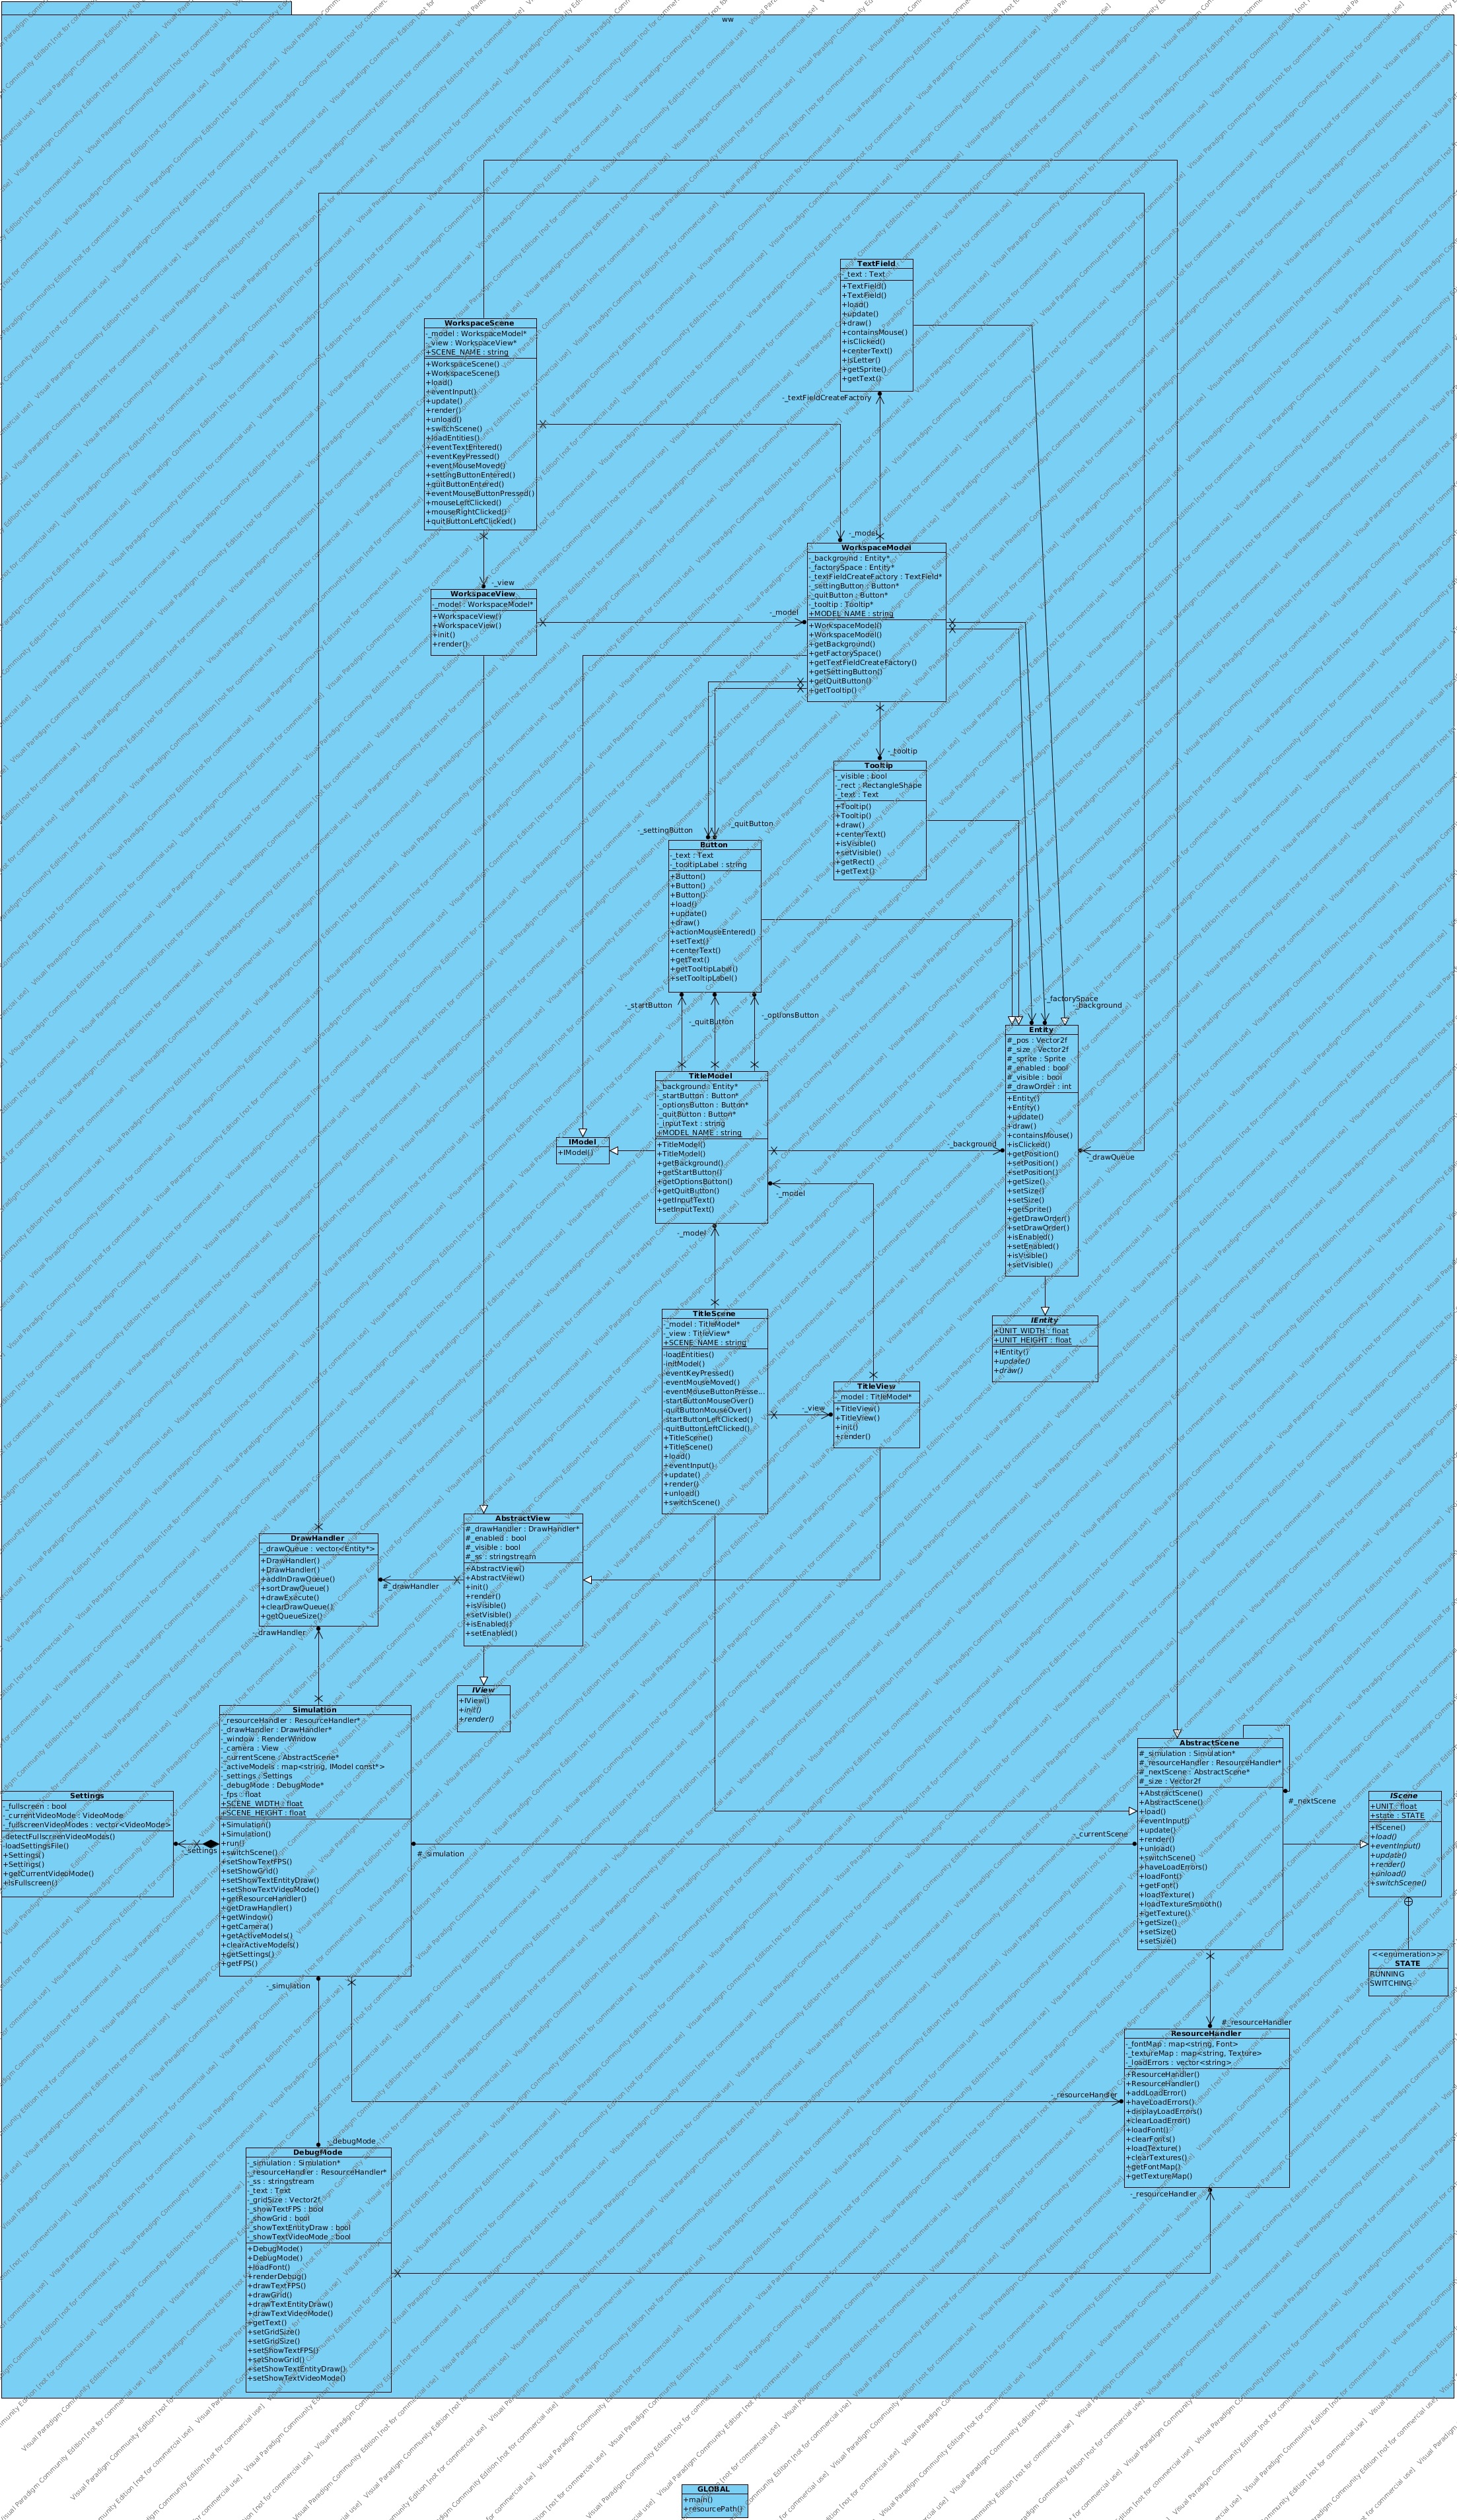 ww
TextField
-_text : Text
+TextField()
+TextField()
+load()
+update()
+draw()
+containsMouse()
+isClicked()
+centerText()
+isLetter()
+getSprite()
+getText()
-_textFieldCreateFactory
WorkspaceScene
-_model : WorkspaceModel*
-_view : WorkspaceView*
+SCENE_NAME : string
+WorkspaceScene()
+WorkspaceScene()
+load()
+eventInput()
+update()
+render()
+unload()
+switchScene()
+loadEntities()
+eventTextEntered()
+eventKeyPressed()
+eventMouseMoved()
+settingButtonEntered()
+quitButtonEntered()
+eventMouseButtonPressed()
+mouseLeftClicked()
+mouseRightClicked()
+quitButtonLeftClicked()
-_model
-_view
WorkspaceView
-_model : WorkspaceModel*
+WorkspaceView()
+WorkspaceView()
+init()
+render()
-_model
WorkspaceModel
-_background : Entity*
-_factorySpace : Entity*
-_textFieldCreateFactory : TextField*
-_settingButton : Button*
-_quitButton : Button*
-_tooltip : Tooltip*
+MODEL_NAME : string
+WorkspaceModel()
+WorkspaceModel()
+getBackground()
+getFactorySpace()
+getTextFieldCreateFactory()
+getSettingButton()
+getQuitButton()
+getTooltip()
-_tooltip
Tooltip
-_visible : bool
-_rect : RectangleShape
-_text : Text
+Tooltip()
+Tooltip()
+draw()
+centerText()
+isVisible()
+setVisible()
+getRect()
+getText()
-_settingButton
-_quitButton
Button
-_text : Text
-_tooltipLabel : string
+Button()
+Button()
+Button()
+load()
+update()
+draw()
+actionMouseEntered()
+setText()
+centerText()
+getText()
+getTooltipLabel()
+setTooltipLabel()
-_startButton
-_quitButton
-_optionsButton
-_factorySpace
-_background
Entity
#_pos : Vector2f
#_size : Vector2f
#_sprite : Sprite
#_enabled : bool
#_visible : bool
#_drawOrder : int
+Entity()
+Entity()
+update()
+draw()
+containsMouse()
+isClicked()
+getPosition()
+setPosition()
+setPosition()
+getSize()
+setSize()
+setSize()
+getSprite()
+getDrawOrder()
+setDrawOrder()
+isEnabled()
+setEnabled()
+isVisible()
+setVisible()
-_drawQueue
-_background
TitleModel
-_background : Entity*
-_startButton : Button*
-_optionsButton : Button*
-_quitButton : Button*
-_inputText : string
+MODEL_NAME : string
+TitleModel()
+TitleModel()
+getBackground()
+getStartButton()
+getOptionsButton()
+getQuitButton()
+getInputText()
+setInputText()
IModel
+IModel()
-_model
-_model
IEntity
+UNIT_WIDTH : float
+UNIT_HEIGHT : float
+IEntity()
+update()
+draw()
TitleScene
-_model : TitleModel*
-_view : TitleView*
+SCENE_NAME : string
-loadEntities()
-initModel()
-eventKeyPressed()
-eventMouseMoved()
-eventMouseButtonPresse...
-startButtonMouseOver()
-quitButtonMouseOver()
-startButtonLeftClicked()
-quitButtonLeftClicked()
+TitleScene()
+TitleScene()
+load()
+eventInput()
+update()
+render()
+unload()
+switchScene()
-_view
TitleView
-_model : TitleModel*
+TitleView()
+TitleView()
+init()
+render()
AbstractView
#_drawHandler : DrawHandler*
#_enabled : bool
#_visible : bool
#_ss : stringstream
+AbstractView()
+AbstractView()
+init()
+render()
+isVisible()
+setVisible()
+isEnabled()
+setEnabled()
DrawHandler
-_drawQueue : vector<Entity*>
+DrawHandler()
+DrawHandler()
+addInDrawQueue()
+sortDrawQueue()
+drawExecute()
+clearDrawQueue()
+getQueueSize()
#_drawHandler
-_drawHandler
IView
+IView()
+init()
+render()
Simulation
-_resourceHandler : ResourceHandler*
-_drawHandler : DrawHandler*
-_window : RenderWindow
-_camera : View
-_currentScene : AbstractScene*
-_activeModels : map<string, IModel const*>
-_settings : Settings
-_debugMode : DebugMode*
-_fps : float
+SCENE_WIDTH : float
+SCENE_HEIGHT : float
+Simulation()
+Simulation()
+run()
+switchScene()
+setShowTextFPS()
+setShowGrid()
+setShowTextEntityDraw()
+setShowTextVideoMode()
+getResourceHandler()
+getDrawHandler()
+getWindow()
+getCamera()
+getActiveModels()
+clearActiveModels()
+getSettings()
+getFPS()
Settings
-_fullscreen : bool
-_currentVideoMode : VideoMode
-_fullscreenVideoModes : vector<VideoMode>
-detectFullscreenVideoModes()
-loadSettingsFile()
+Settings()
+Settings()
+getCurrentVideoMode()
+isFullscreen()
-_settings
#_simulation
-_currentScene
AbstractScene
#_simulation : Simulation*
#_resourceHandler : ResourceHandler*
#_nextScene : AbstractScene*
#_size : Vector2f
+AbstractScene()
+AbstractScene()
+load()
+eventInput()
+update()
+render()
+unload()
+switchScene()
+haveLoadErrors()
+loadFont()
+getFont()
+loadTexture()
+loadTextureSmooth()
+getTexture()
+getSize()
+setSize()
+setSize()
#_nextScene
IScene
+UNIT : float
+state : STATE
+IScene()
+load()
+eventInput()
+update()
+render()
+unload()
+switchScene()
<<enumeration>>
STATE
RUNNING
SWITCHING
-_simulation
#_resourceHandler
ResourceHandler
-_fontMap : map<string, Font>
-_textureMap : map<string, Texture>
-_loadErrors : vector<string>
+ResourceHandler()
+ResourceHandler()
+addLoadError()
+haveLoadErrors()
+displayLoadErrors()
+clearLoadError()
+loadFont()
+clearFonts()
+loadTexture()
+clearTextures()
+getFontMap()
+getTextureMap()
-_resourceHandler
-_resourceHandler
-_debugMode
DebugMode
-_simulation : Simulation*
-_resourceHandler : ResourceHandler*
-_ss : stringstream
-_text : Text
-_gridSize : Vector2f
-_showTextFPS : bool
-_showGrid : bool
-_showTextEntityDraw : bool
-_showTextVideoMode : bool
+DebugMode()
+DebugMode()
+loadFont()
+renderDebug()
+drawTextFPS()
+drawGrid()
+drawTextEntityDraw()
+drawTextVideoMode()
+getText()
+setGridSize()
+setGridSize()
+setShowTextFPS()
+setShowGrid()
+setShowTextEntityDraw()
+setShowTextVideoMode()
GLOBAL
+main()
+resourcePath()
Visual Paradigm Community Edition [not for commercial use]